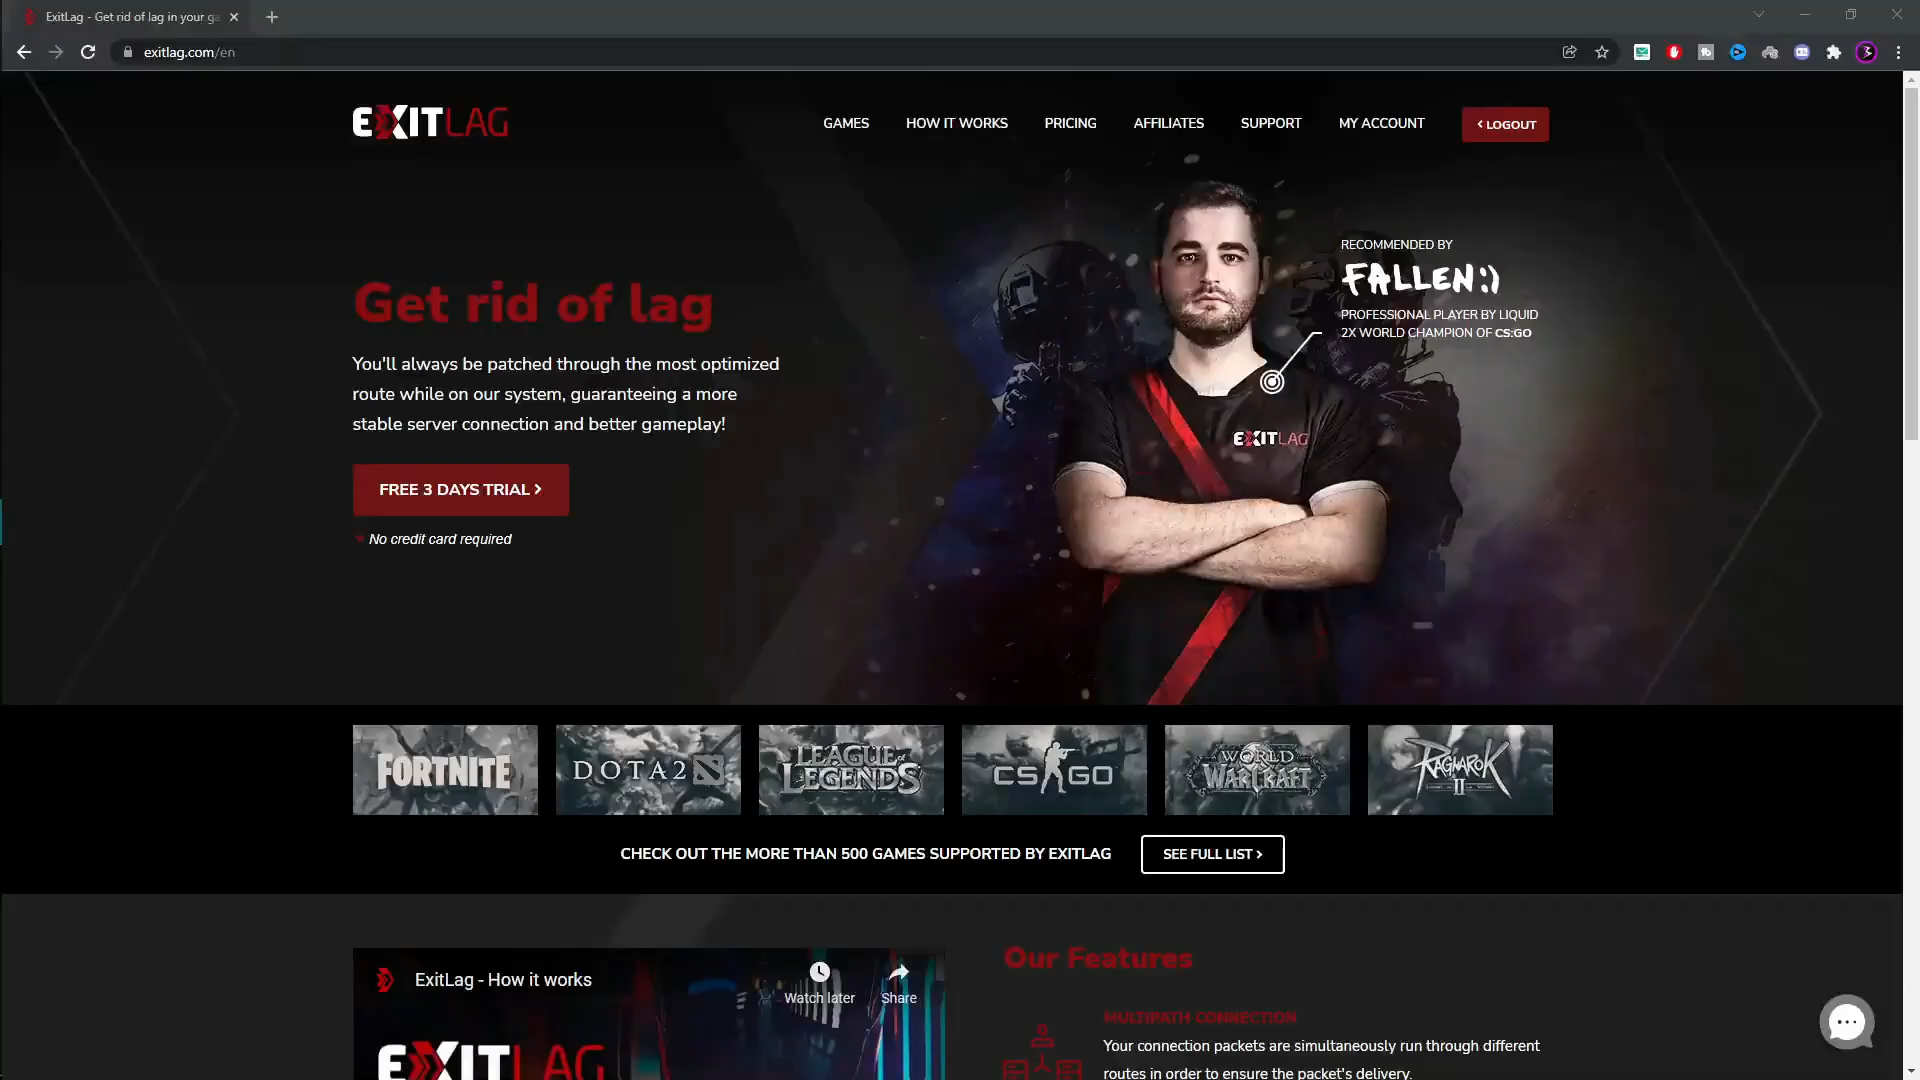 ExitLag - Get rid of lag in your ga
exitlag.com/en
EXITLAG
GAMES
HOW IT WORKS
PRICING
AFFILIATES
SUPPORT
MY ACCOUNT
LOGOUT
RECOMMENDED BY
FALLEN:)
PROFESSIONAL PLAYER BY LIQUID
2X WORLD CHAMPION OF CS:GO
Get rid of lag
You'll always be patched through the most optimized
route while on our system, guaranteeing a more
stable server connection and better gameplay!
EXITLAG
FREE 3 DAYS TRIAL
No credit card required
FORTNITE
DOTA 2
LEAGUE OF
LEGENDS
CS GO
WORLD
WARCRAFT
RAGNAROK
II
CHECK OUT THE MORE THAN 500 GAMES SUPPORTED BY EXITLAG
SEE FULL LIST
ExitLag - How it works
Watch later
Share
EXITLAG
Our Features
MULTIPATH CONNECTION
Your connection packets are simultaneously run through different
routes in order to ensure the packet's delivery.